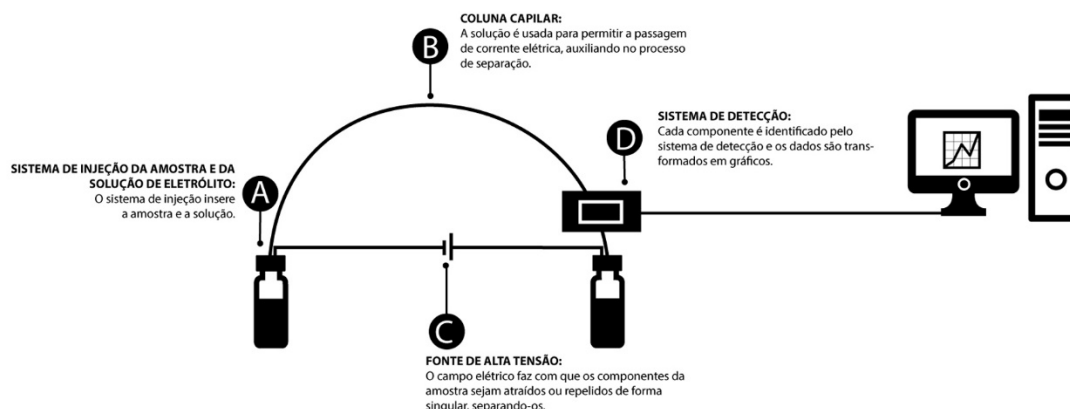 B
COLUNA CAPILAR:
A solução é usada para permitir a passagem
de corrente elétrica, auxiliando no processo
de separação.
D
SISTEMA DE DETECÇÃO:
Cada componente é identificado pelo
sistema de detecção e os dados são trans-
formados em gráficos.
SISTEMA DE INJEÇÃO DA AMOSTRA E DA
SOLUÇÃO DE ELETRÓLITO:
O sistema de injeção insere
a amostra e a solução.
A
C
FONTE DE ALTA TENSÃO:
O campo elétrico faz com que os componentes da
amostra sejam atraídos ou repelidos de forma
singular, separando-os.